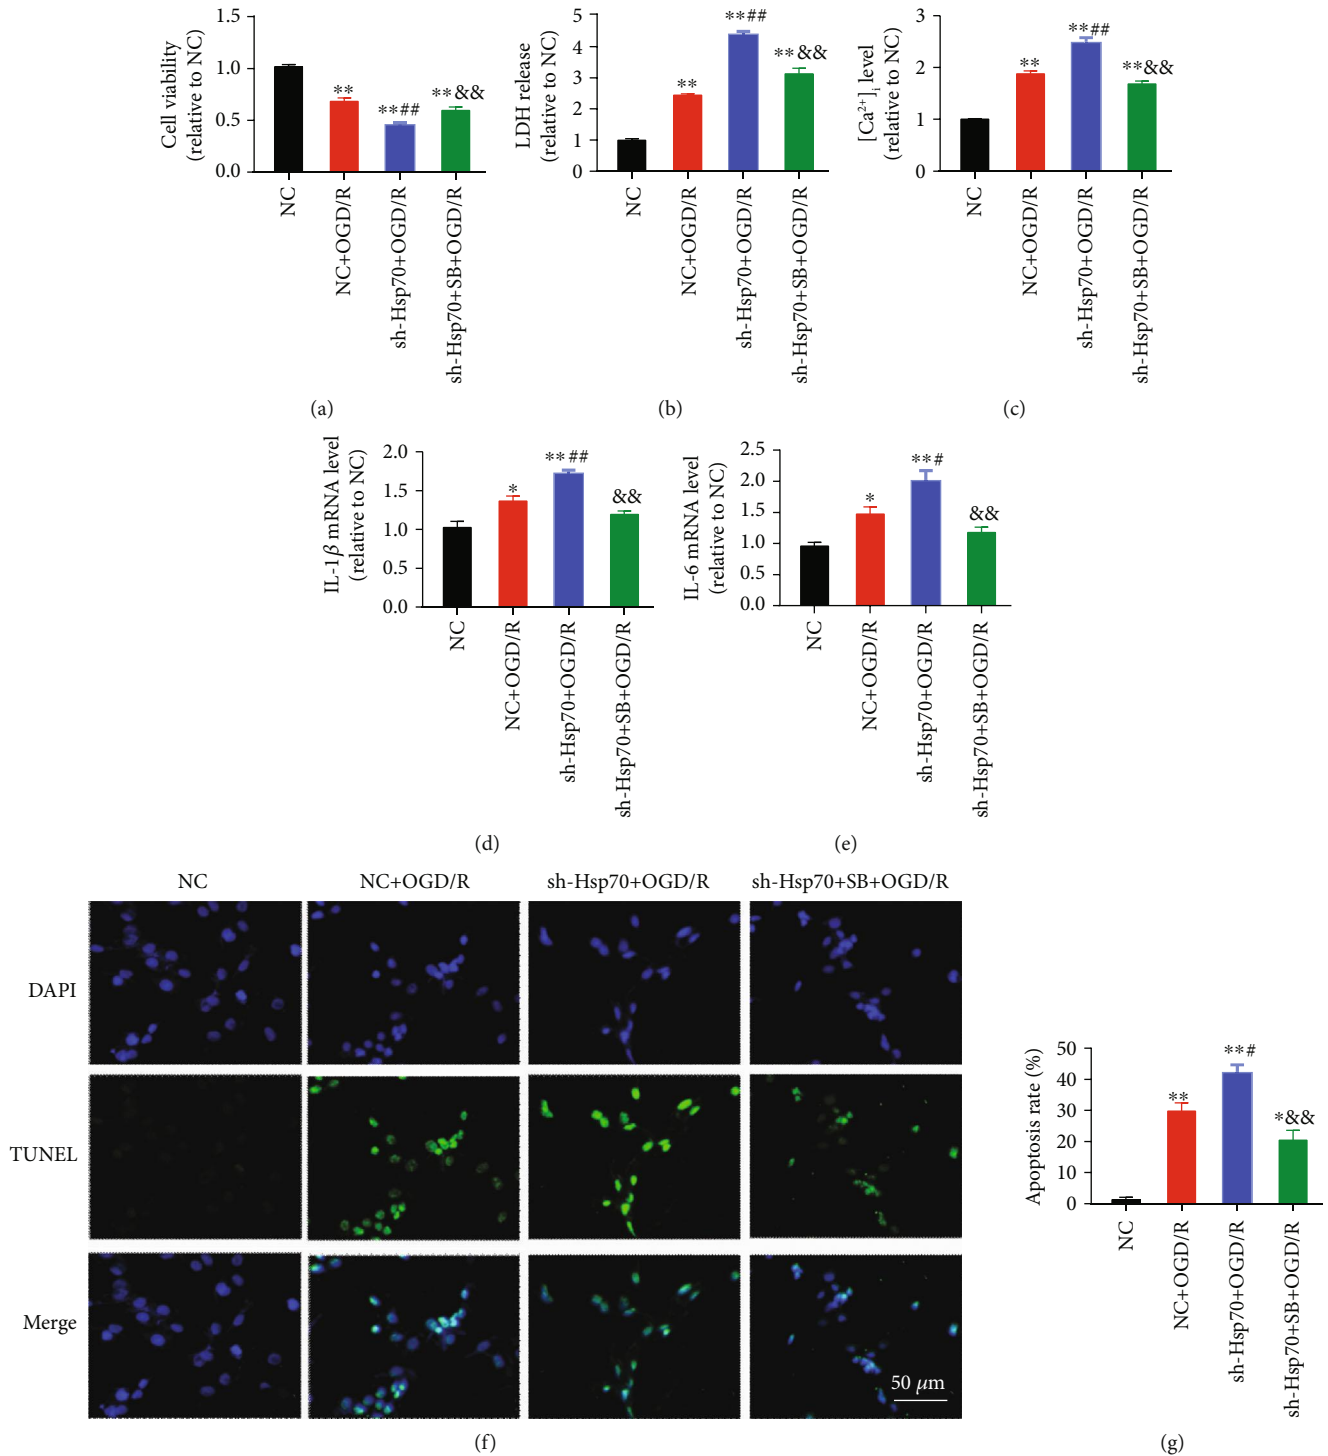 Cell viability
(relative to NC)
1.5
1.0
0.5
0.0
**
**##
**&&
NC
NC+OGD/R
sh-Hsp70+OGD/R
sh-Hsp70+SB+OGD/R
(a)
LDH release
(relative to NC)
5
4
3
2
1
0
**
**##
**&&
NC
NC+OGD/R
sh-Hsp70+OGD/R
sh-Hsp70+SB+OGD/R
(b)
[Ca²⁺]ᵢ level
(relative to NC)
3
2
1
0
**
**##
**&&
NC
NC+OGD/R
sh-Hsp70+OGD/R
sh-Hsp70+SB+OGD/R
(c)
IL-1β mRNA level
(relative to NC)
2.0
1.5
1.0
0.5
0.0
*
**##
&&
NC
NC+OGD/R
sh-Hsp70+OGD/R
sh-Hsp70+SB+OGD/R
(d)
IL-6 mRNA level
(relative to NC)
2.5
2.0
1.5
1.0
0.5
0.0
*
**#
&&
NC
NC+OGD/R
sh-Hsp70+OGD/R
sh-Hsp70+SB+OGD/R
(e)
NC
NC+OGD/R
sh-Hsp70+OGD/R
sh-Hsp70+SB+OGD/R
DAPI
TUNEL
Merge
50 μm
(f)
Apoptosis rate (%)
50
40
30
20
10
0
**
**#
*&&
NC
NC+OGD/R
sh-Hsp70+OGD/R
sh-Hsp70+SB+OGD/R
(g)